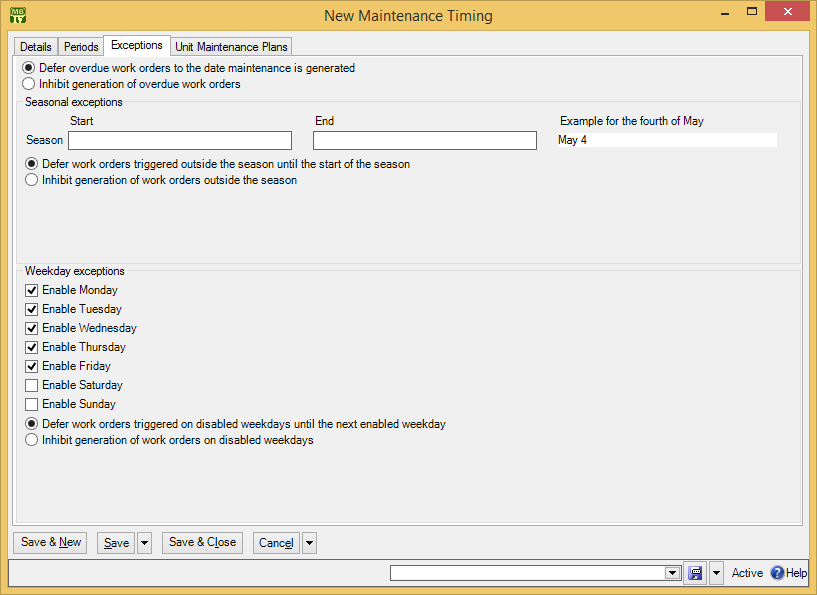 New Maintenance Timing
Details Periods Exceptions Unit Maintenance Plans
Defer overdue work orders to the date maintenance is generated
Inhibit generation of overdue work orders
Seasonal exceptions
Start End Example for the fourth of May
Season May 4
Defer work orders triggered outside the season until the start of the season
Inhibit generation of work orders outside the season
Weekday exceptions
Enable Monday
Enable Tuesday
Enable Wednesday
Enable Thursday
Enable Friday
Enable Saturday
Enable Sunday
Defer work orders triggered on disabled weekdays until the next enabled weekday
Inhibit generation of work orders on disabled weekdays
Save & New Save Save & Close Cancel
Active ? Help